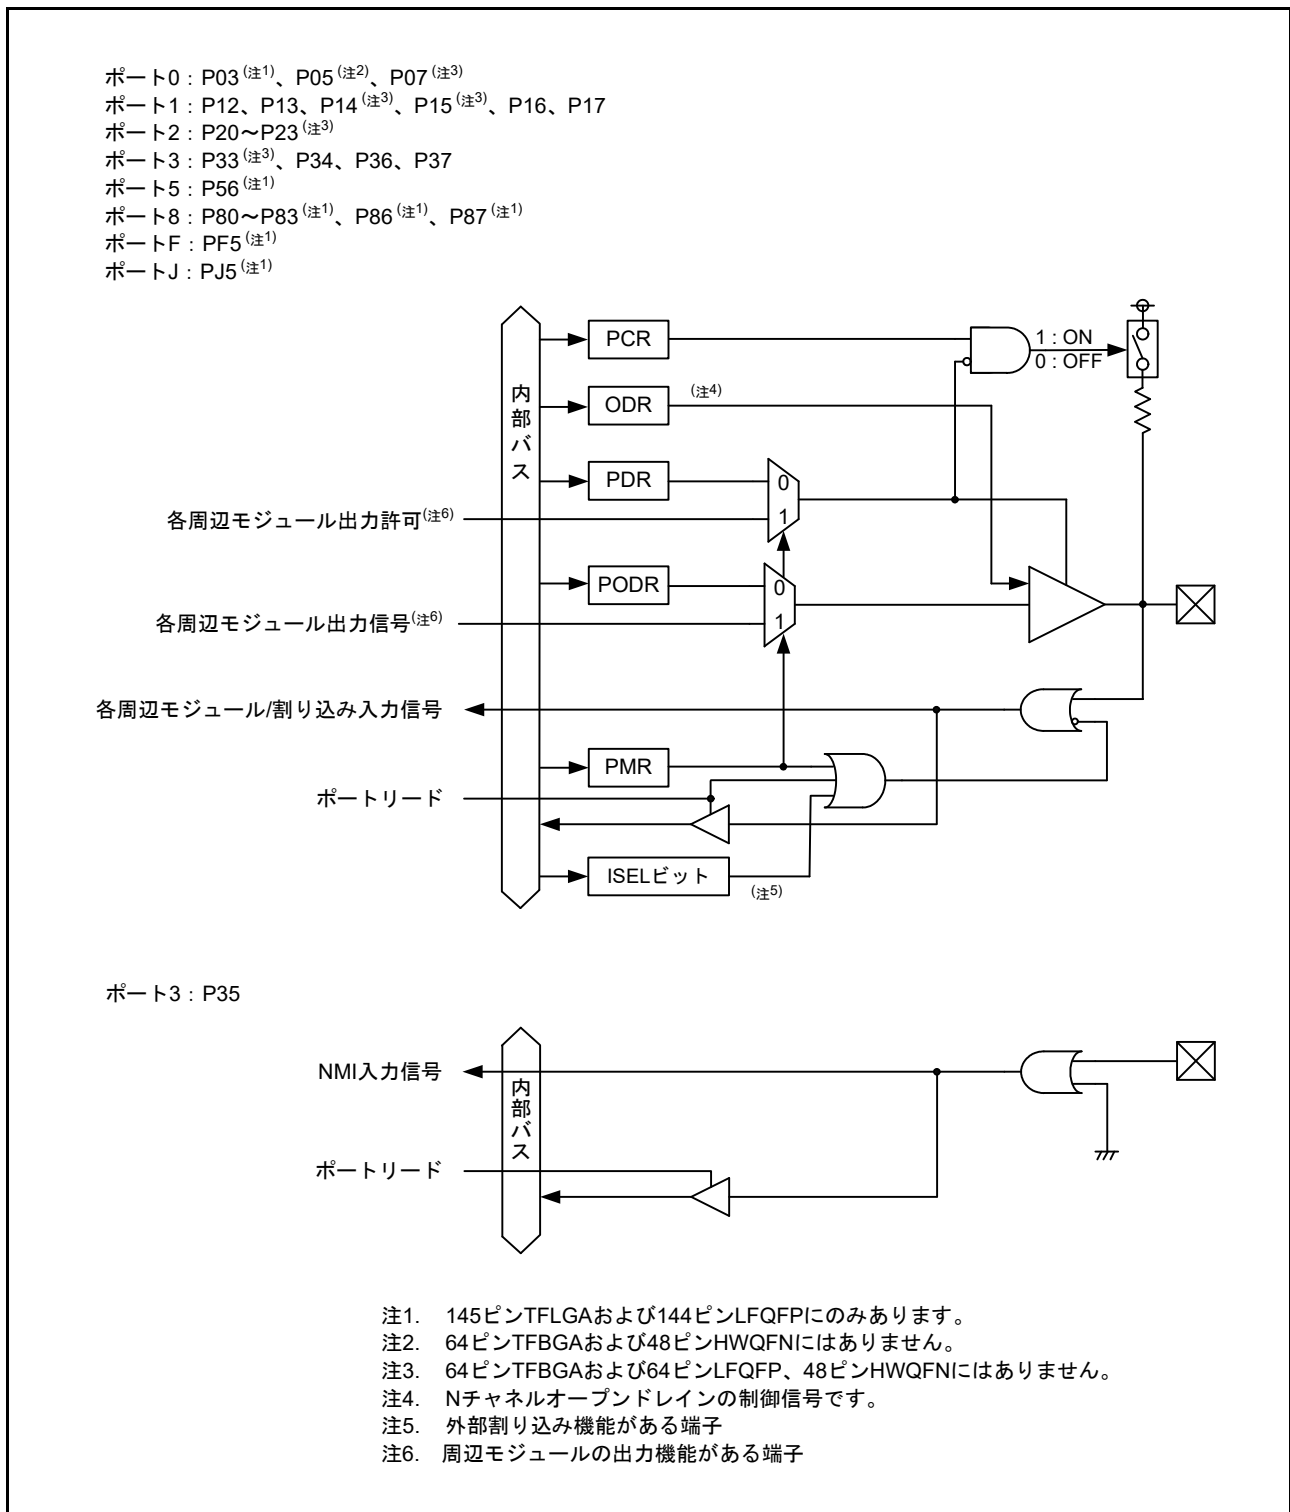 ポート0：P03(注1)、P05(注2)、P07(注3)
ポート1：P12、P13、P14(注3)、P15(注3)、P16、P17
ポート2：P20～P23(注3)
ポート3：P33(注3)、P34、P36、P37
ポート5：P56(注1)
ポート8：P80～P83(注1)、P86(注1)、P87(注1)
ポートF：PF5(注1)
ポートJ：PJ5(注1)
内部バス
PCR
1 : ON
0 : OFF
ODR
(注4)
PDR
0
1
各周辺モジュール出力許可(注6)
PODR
0
1
各周辺モジュール出力信号(注6)
各周辺モジュール/割り込み入力信号
PMR
ポートリード
ISELビット
(注5)
ポート3：P35
NMI入力信号
内部バス
ポートリード
注1. 145ピンTFLGAおよび144ピンLFQFPにのみあります。
注2. 64ピンTFBGAおよび48ピンHWQFNにはありません。
注3. 64ピンTFBGAおよび64ピンLFQFP、48ピンHWQFNにはありません。
注4. Nチャネルオープンドレインの制御信号です。
注5. 外部割り込み機能がある端子
注6. 周辺モジュールの出力機能がある端子